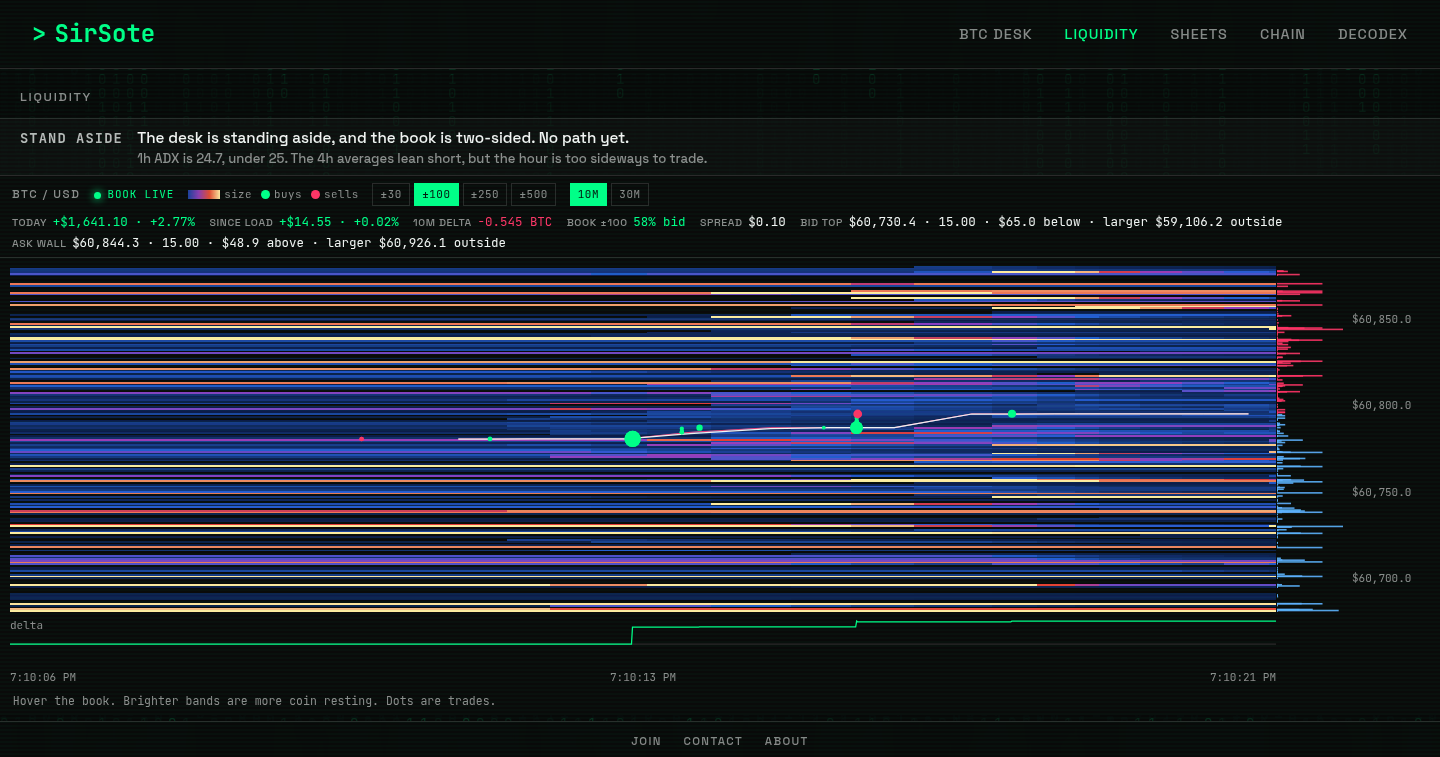 > SirSote
BTC DESK LIQUIDITY SHEETS CHAIN DECODEX
LIQUIDITY
STAND ASIDE The desk is standing aside, and the book is two-sided. No path yet.
1h ADX is 24.7, under 25. The 4h averages lean short, but the hour is too sideways to trade.
BTC / USD BOOK LIVE size buys sells ±30 ±100 ±250 ±500 10M 30M
TODAY +$1,641.10 · +2.77% SINCE LOAD +$14.55 · +0.02% 10M DELTA -0.545 BTC BOOK ±100 58% bid SPREAD $0.10 BID TOP $60,730.4 · 15.00 · $65.0 below · larger $59,106.2 outside
ASK WALL $60,844.3 · 15.00 · $48.9 above · larger $60,926.1 outside
$60,850.0
$60,800.0
$60,750.0
$60,700.0
delta
7:10:06 PM 7:10:13 PM 7:10:21 PM
Hover the book. Brighter bands are more coin resting. Dots are trades.
JOIN CONTACT ABOUT